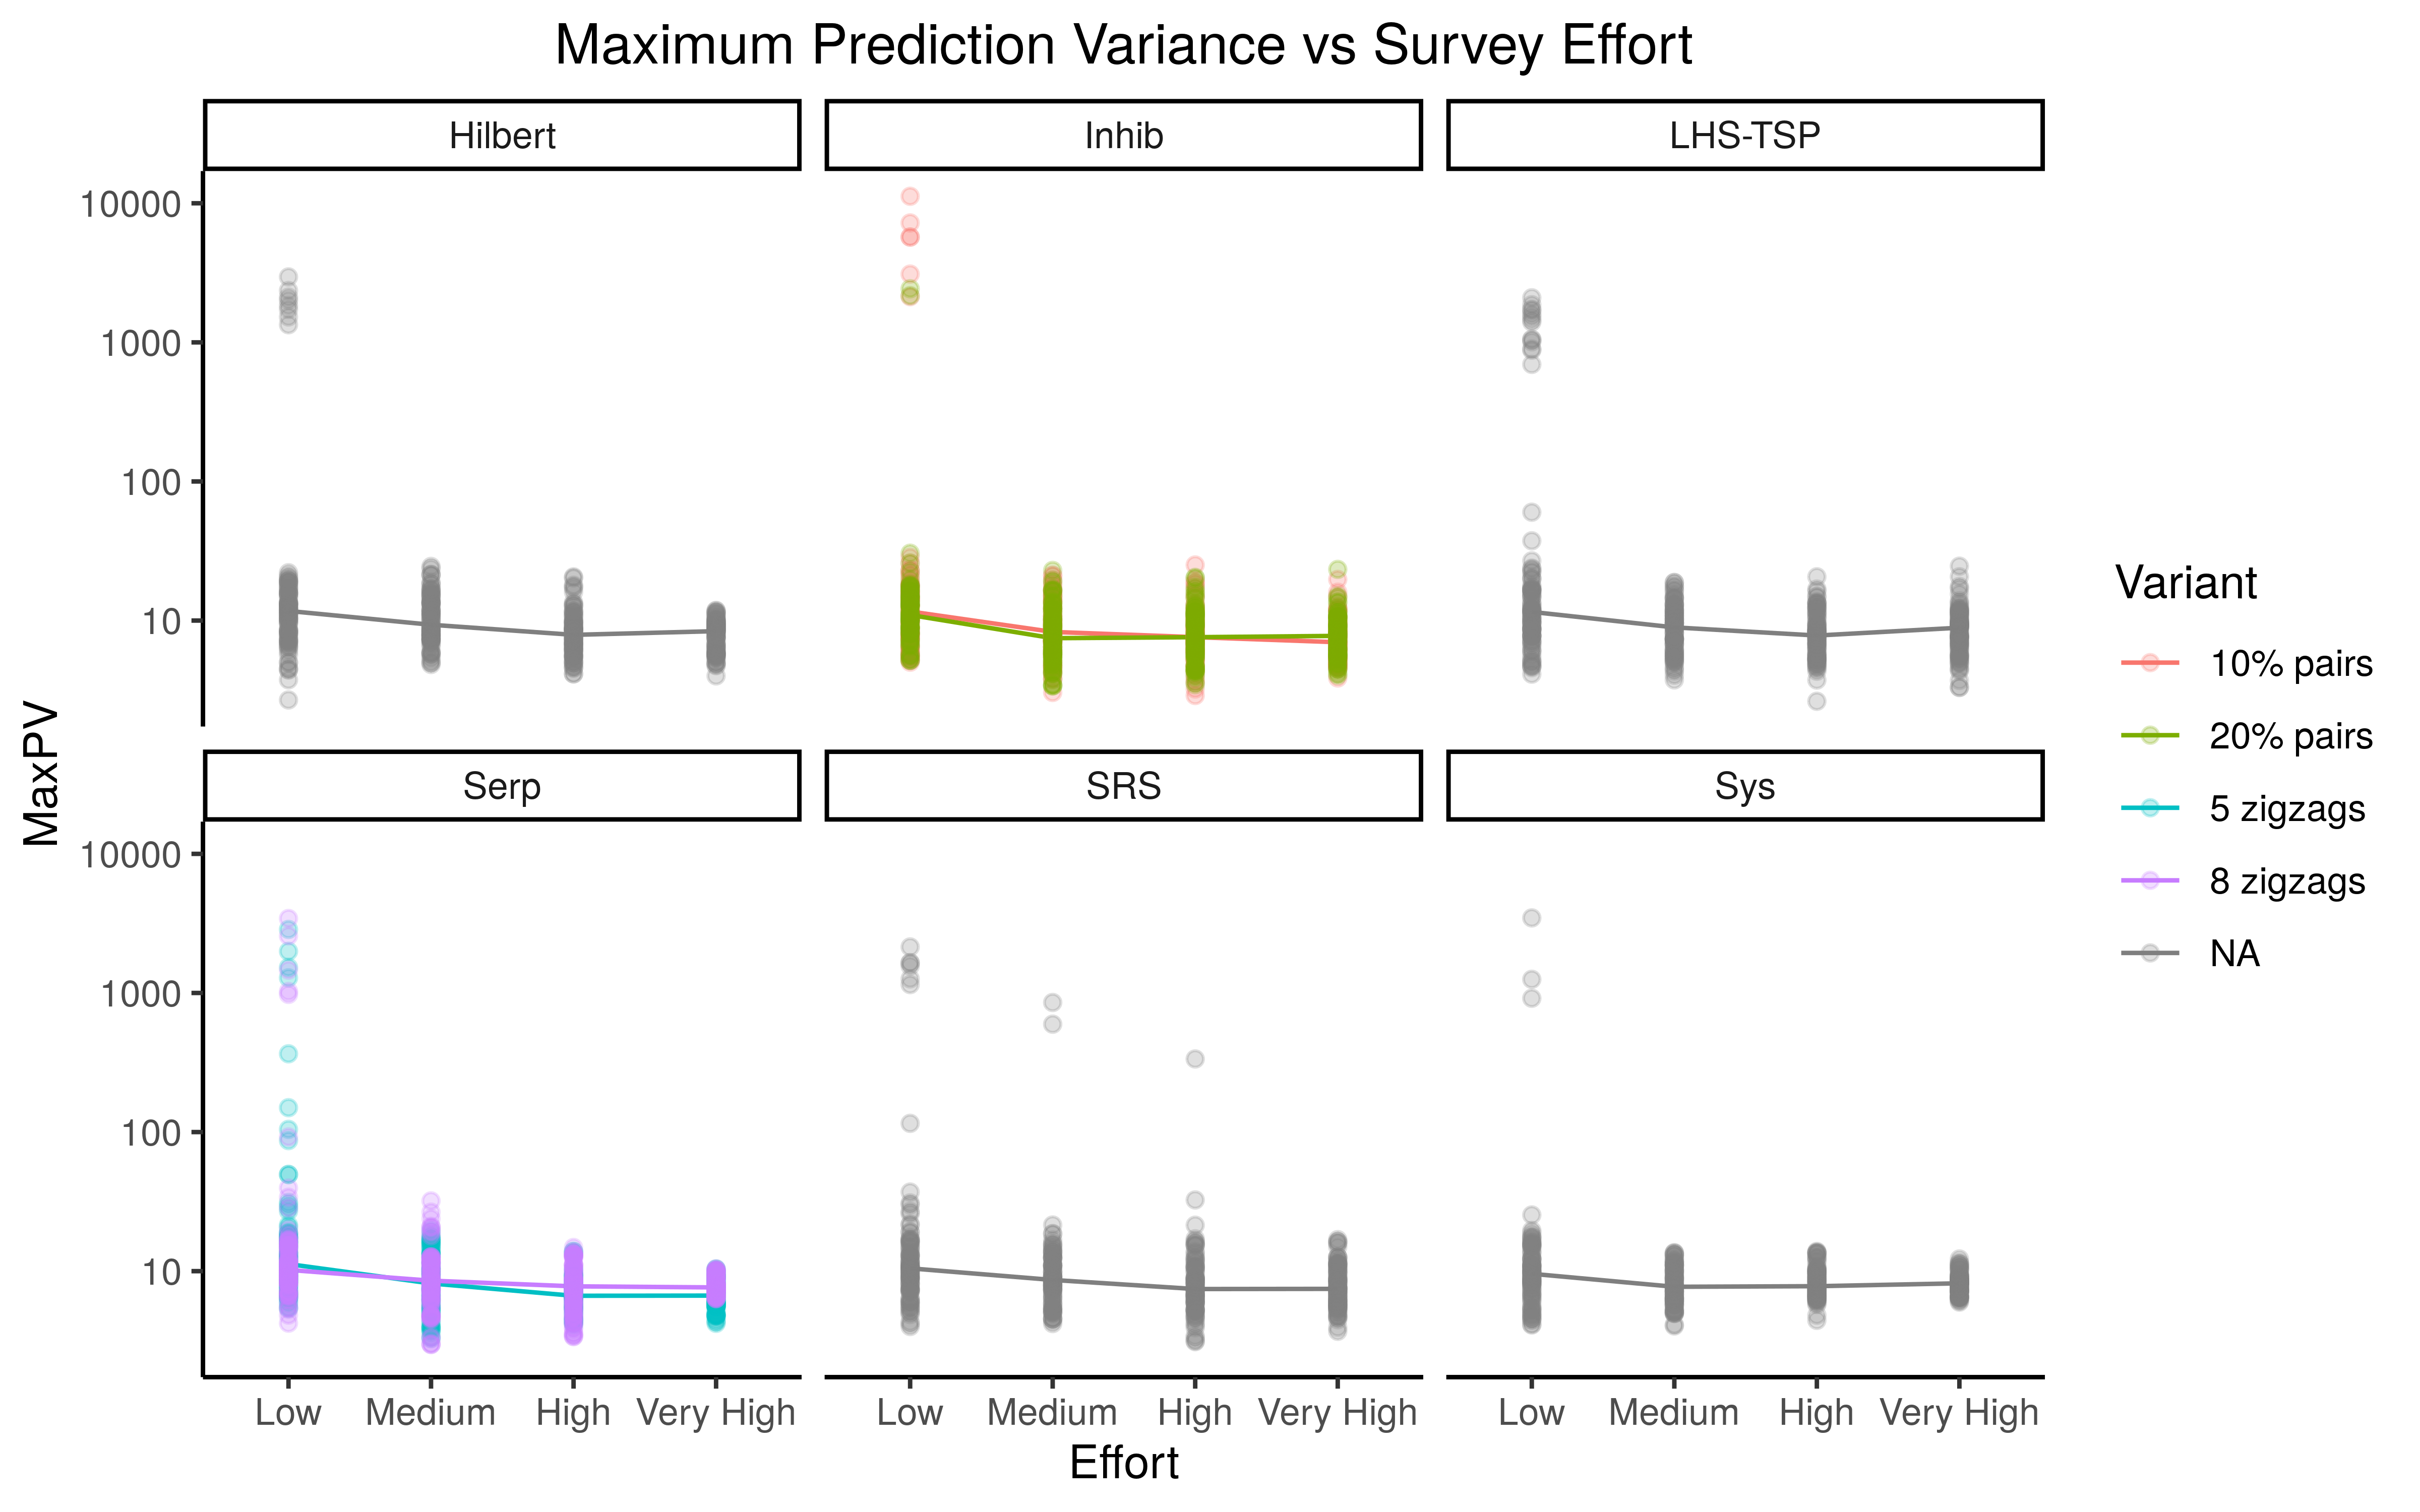 Maximum Prediction Variance vs Survey Effort
Hilbert
Inhib
LHS-TSP
10000
1000
100
10
Serp
SRS
Sys
10000
1000
100
10
Low Medium High Very High
Low Medium High Very High
Low Medium High Very High
Effort
MaxPV
Variant
10% pairs
20% pairs
5 zigzags
8 zigzags
NA